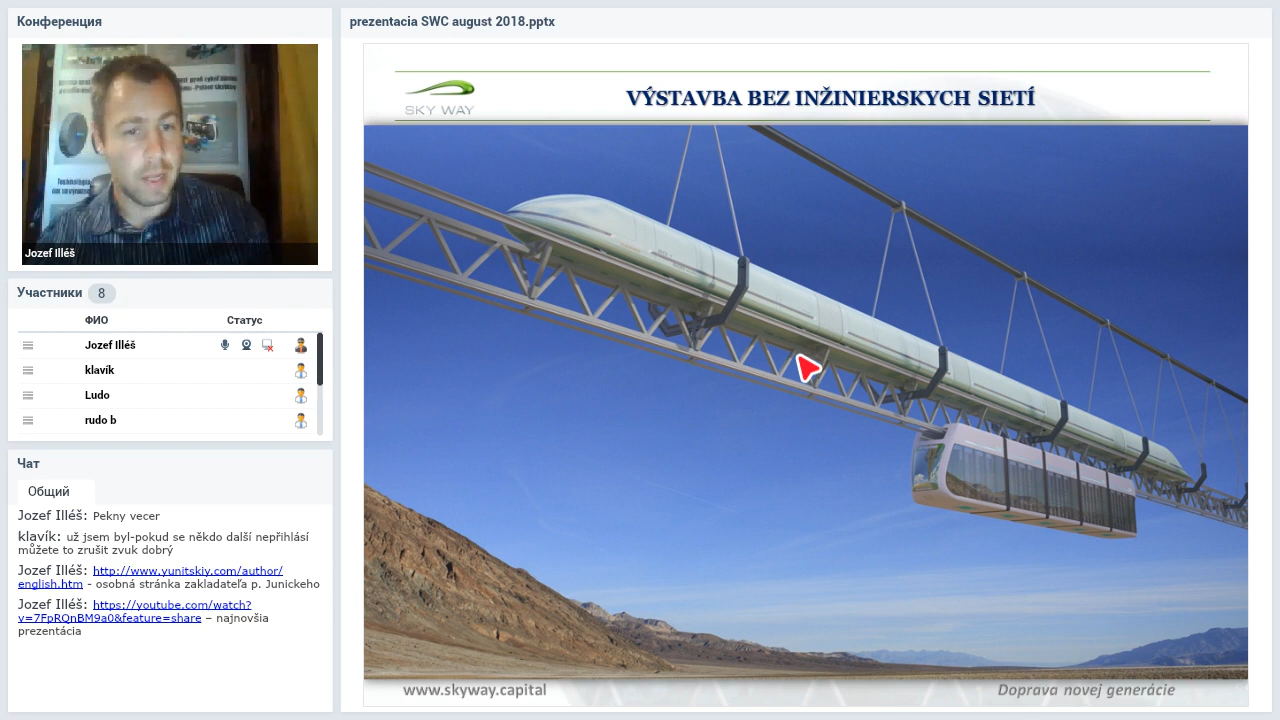 Конференция
Jozef Illéš
Участники 8
ФИО Статус
Jozef Illéš
klavík
Ludo
rudo b
Чат
Общий
Jozef Illéš: Pekny vecer
klavík: už jsem byl-pokud se někdo další nepřihlásí
můžete to zrušit zvuk dobrý
Jozef Illéš: http://www.yunitskiy.com/author/
english.htm - osobná stránka zakladateľa p. Junickeho
Jozef Illéš: https://youtube.com/watch?
v=7FpRQnBM9a0&feature=share – najnovšia
prezentácia
prezentacia SWC august 2018.pptx
SKY WAY
VÝSTAVBA BEZ INŽINIERSKYCH SIETÍ
www.skyway.capital
Doprava novej generácie